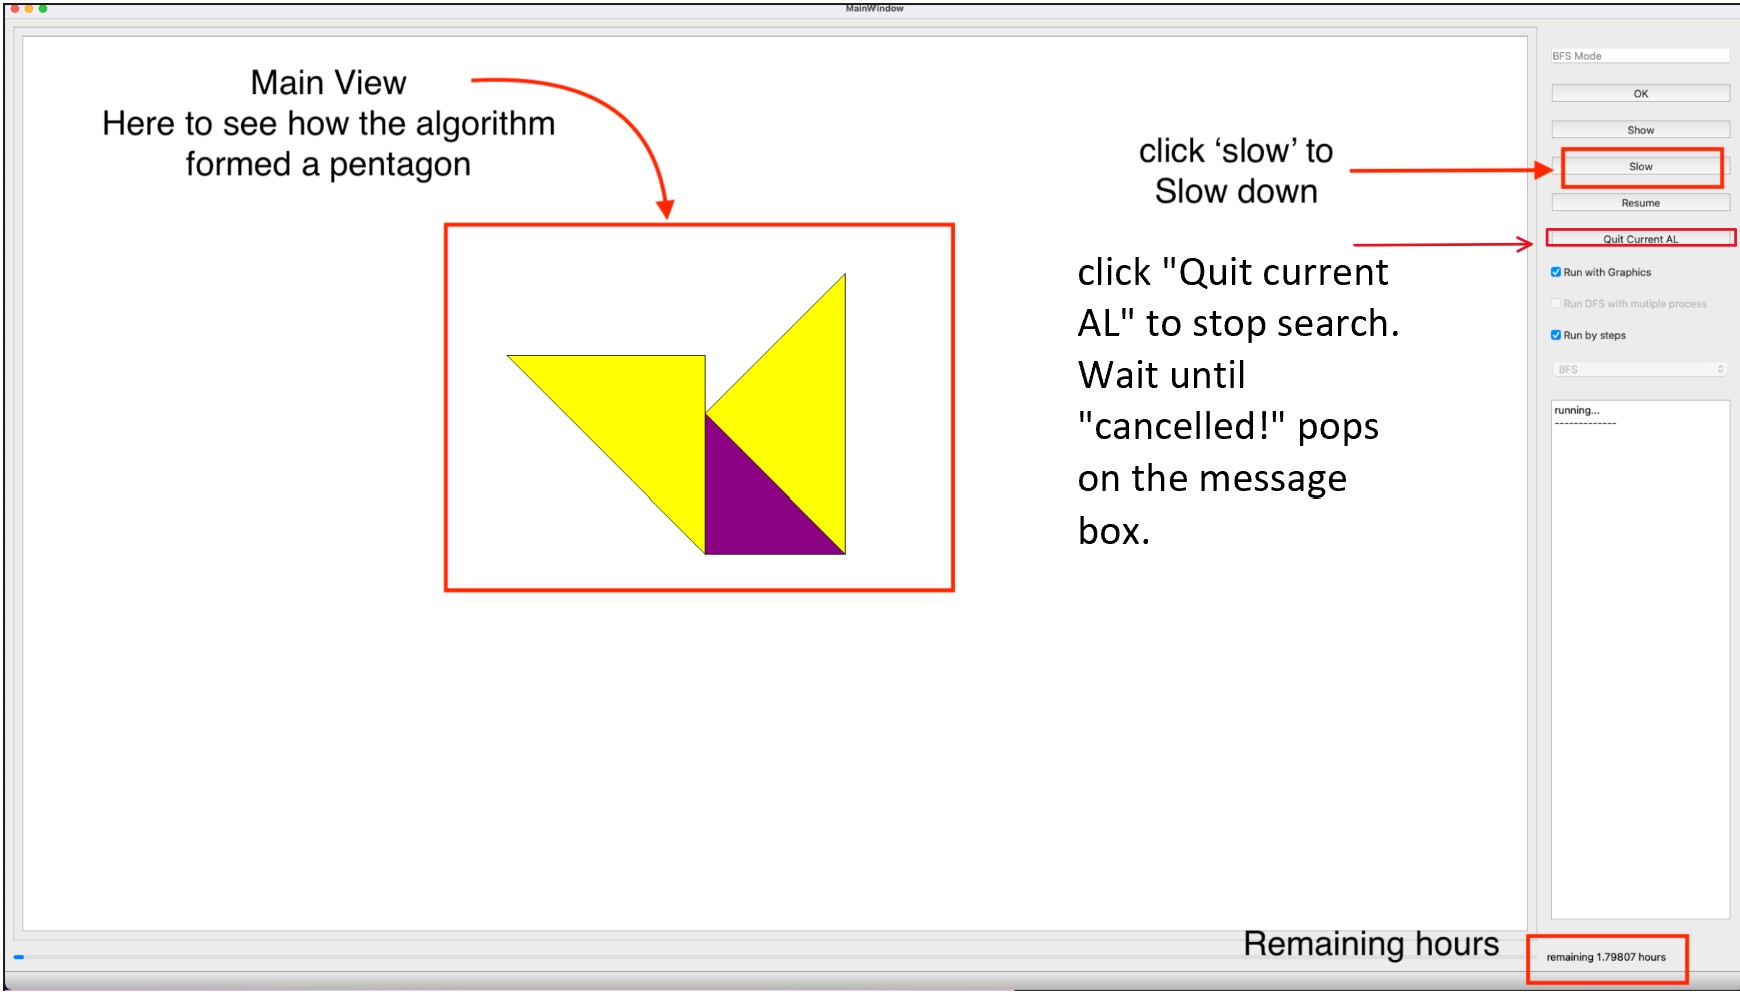 MainWindow
Main View
Here to see how the algorithm
formed a pentagon
click ‘slow’ to
Slow down
click "Quit current
AL" to stop search.
Wait until
"cancelled!" pops
on the message
box.
BFS Mode
OK
Show
Slow
Resume
Quit Current AL
Run with Graphics
Run DFS with mutiple process
Run by steps
BFS
running...
-------------
Remaining hours
remaining 1.79807 hours